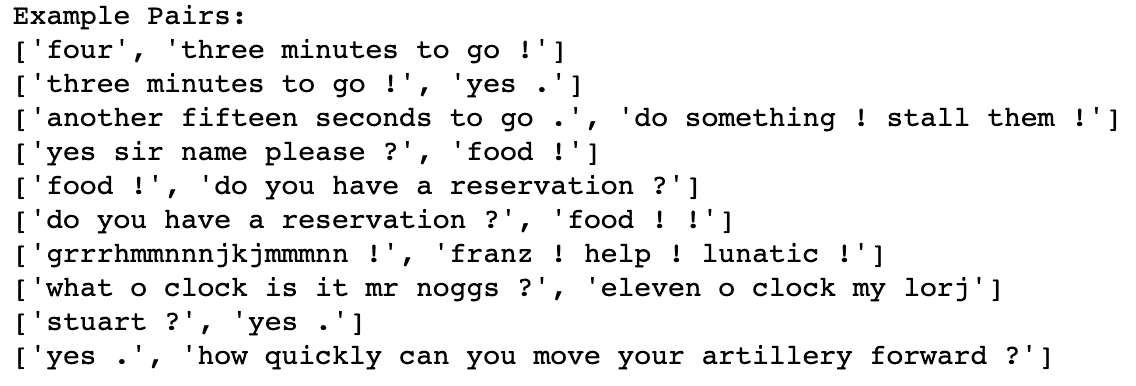 Example Pairs:
['four', 'three minutes to go !']
['three minutes to go !', 'yes .']
['another fifteen seconds to go .', 'do something ! stall them !']
['yes sir name please ?', 'food !']
['food !', 'do you have a reservation ?']
['do you have a reservation ?', 'food ! !']
['grrrhmmnnnjkjmmmnn !', 'franz ! help ! lunatic !']
['what o clock is it mr noggs ?', 'eleven o clock my lorj']
['stuart ?', 'yes .']
['yes .', 'how quickly can you move your artillery forward ?']